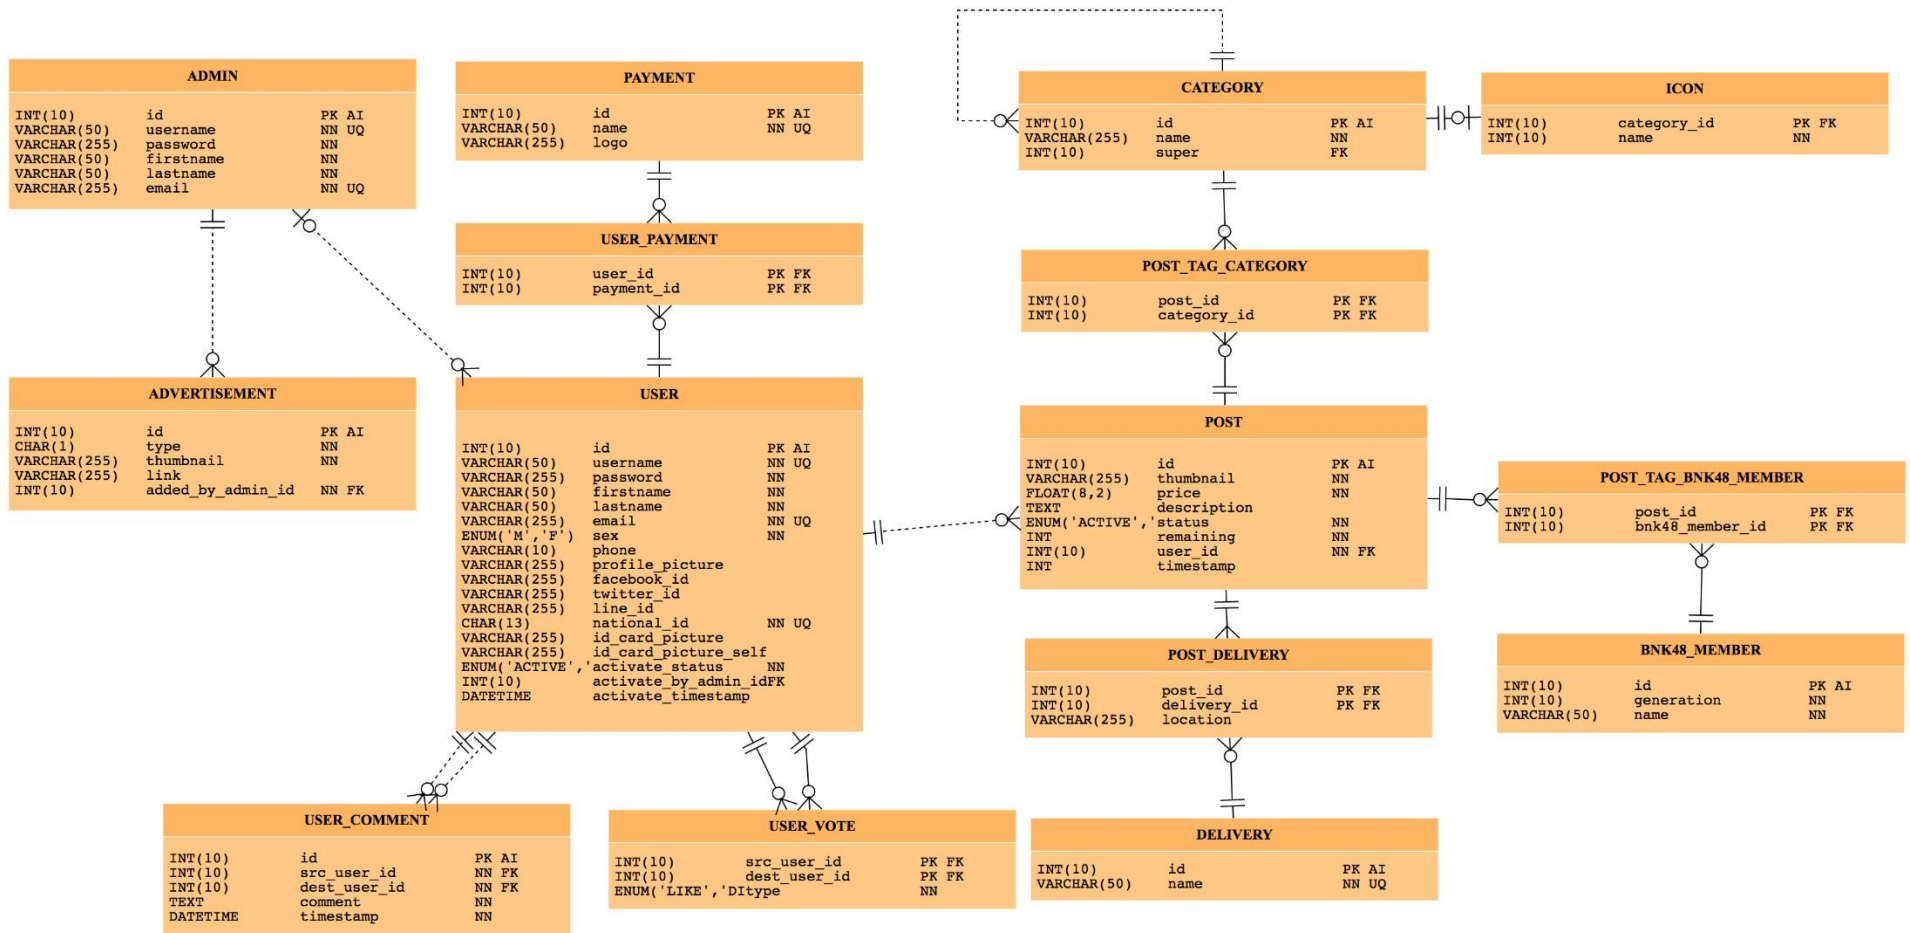 ADMIN
INT(10) id PK AI
VARCHAR(50) username NN UQ
VARCHAR(255) password NN
VARCHAR(50) firstname NN
VARCHAR(50) lastname NN
VARCHAR(255) email NN UQ
PAYMENT
INT(10) id PK AI
VARCHAR(50) name NN UQ
VARCHAR(255) logo
CATEGORY
INT(10) id PK AI
VARCHAR(255) name NN
INT(10) super FK
ICON
INT(10) category_id PK FK
INT(10) name NN
USER_PAYMENT
INT(10) user_id PK FK
INT(10) payment_id PK FK
POST_TAG_CATEGORY
INT(10) post_id PK FK
INT(10) category_id PK FK
ADVERTISEMENT
INT(10) id PK AI
CHAR(1) type NN
VARCHAR(255) thumbnail NN
VARCHAR(255) link
INT(10) added_by_admin_id NN FK
USER
INT(10) id PK AI
VARCHAR(50) username NN UQ
VARCHAR(255) password NN
VARCHAR(50) firstname NN
VARCHAR(50) lastname NN
VARCHAR(255) email NN UQ
ENUM('M','F') sex NN
VARCHAR(10) phone
VARCHAR(255) profile_picture
VARCHAR(255) facebook_id
VARCHAR(255) twitter_id
VARCHAR(255) line_id
CHAR(13) national_id NN UQ
VARCHAR(255) id_card_picture
VARCHAR(255) id_card_picture_self
ENUM('ACTIVE','activate_status NN
INT(10) activate_by_admin_idFK
DATETIME activate_timestamp
POST
INT(10) id PK AI
VARCHAR(255) thumbnail NN
FLOAT(8,2) price NN
TEXT description
ENUM('ACTIVE','status NN
INT remaining NN
INT(10) user_id NN FK
INT timestamp
POST_TAG_BNK48_MEMBER
INT(10) post_id PK FK
INT(10) bnk48_member_id PK FK
POST_DELIVERY
INT(10) post_id PK FK
INT(10) delivery_id PK FK
VARCHAR(255) location
BNK48_MEMBER
INT(10) id PK AI
INT(10) generation NN
VARCHAR(50) name NN
USER_COMMENT
INT(10) id PK AI
INT(10) src_user_id NN FK
INT(10) dest_user_id NN FK
TEXT comment NN
DATETIME timestamp NN
USER_VOTE
INT(10) src_user_id PK FK
INT(10) dest_user_id PK FK
ENUM('LIKE','DItype NN
DELIVERY
INT(10) id PK AI
VARCHAR(50) name NN UQ